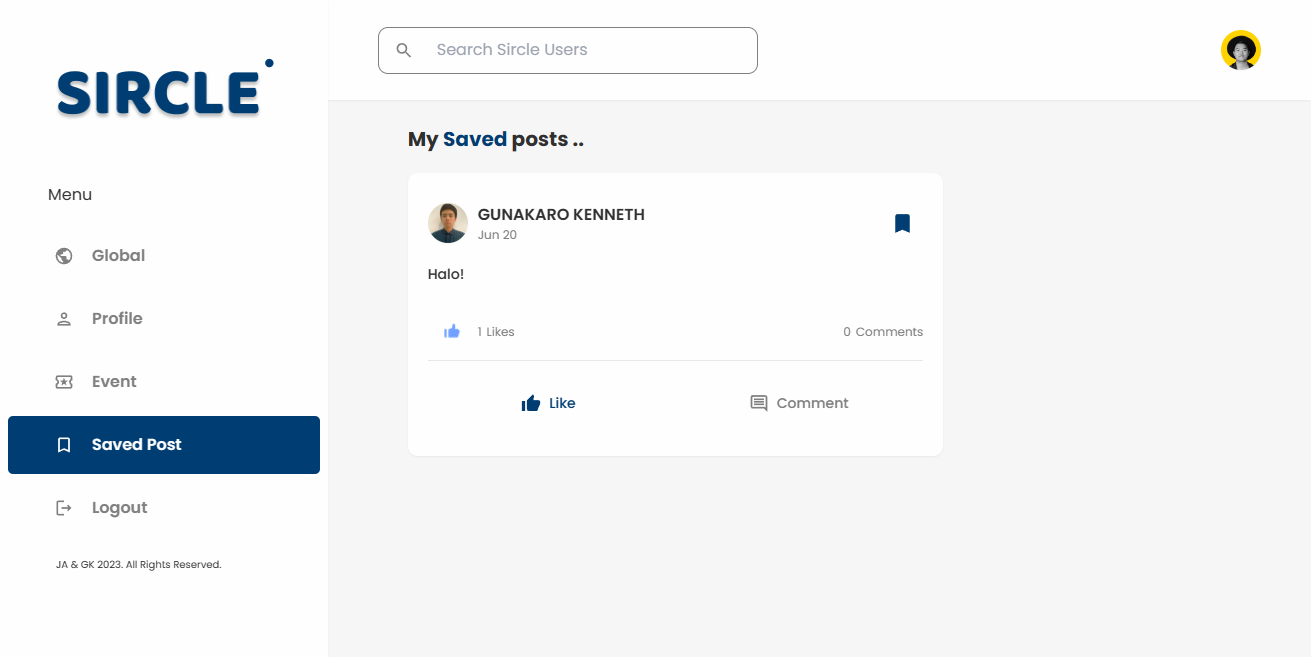 SIRCLE
Search Sircle Users
Menu
Global
Profile
Event
Saved Post
Logout
JA & GK 2023. All Rights Reserved.
My Saved posts ..
GUNAKARO KENNETH
Jun 20
Halo!
1 Likes
0 Comments
Like
Comment